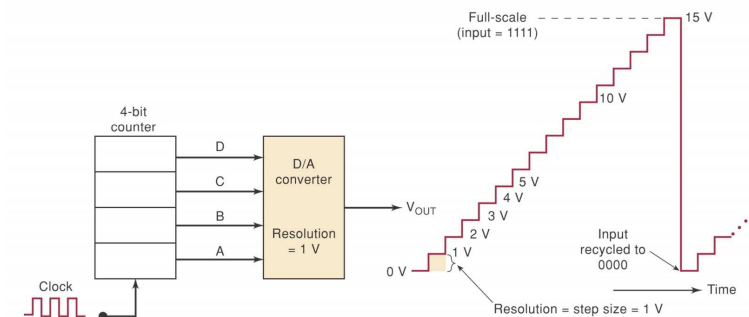 Full-scale
(input = 1111)
15 V
4-bit
counter
10 V
D
D/A
converter
C
5 V
4 V
B
V_OUT
3 V
Resolution
= 1 V
2 V
Input
recycled to
0000
A
1 V
0 V
Clock
Time
Resolution = step size = 1 V